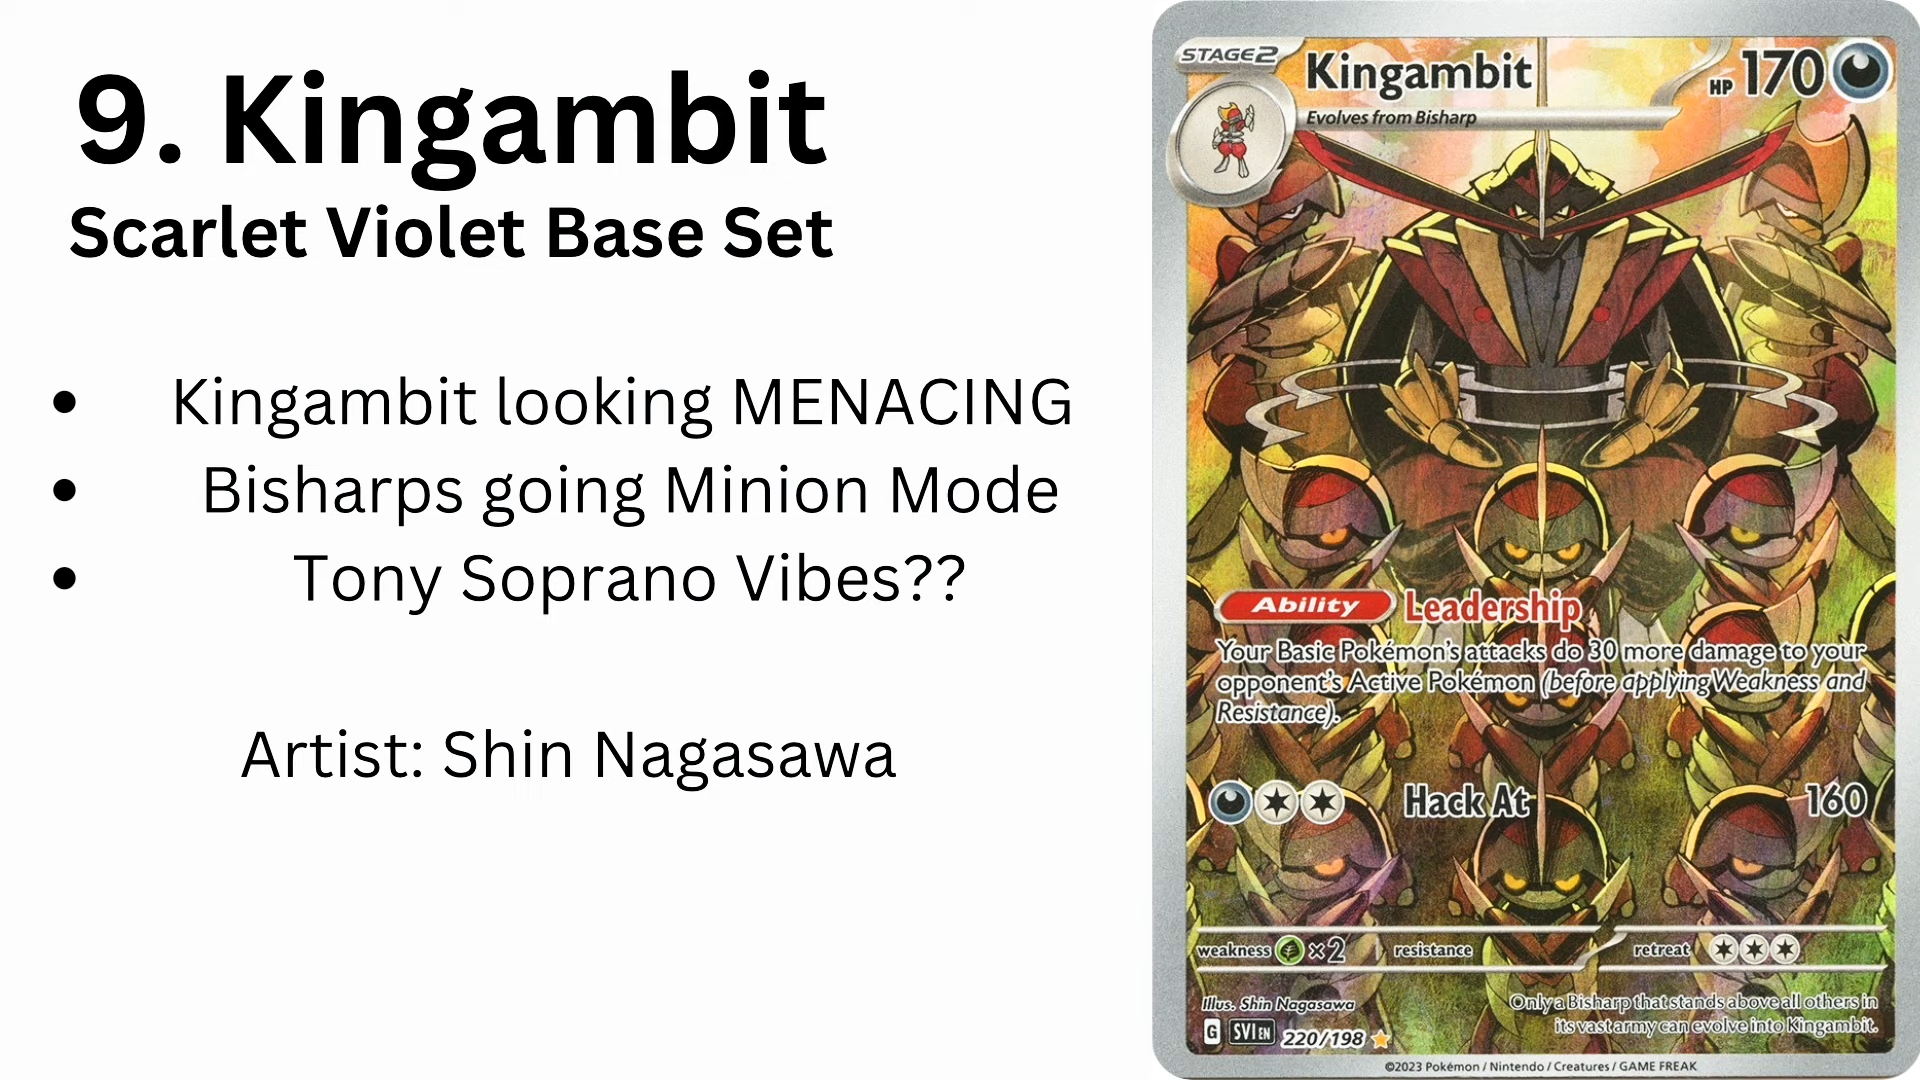 9. Kingambit
Scarlet Violet Base Set
• Kingambit looking MENACING
• Bisharps going Minion Mode
• Tony Soprano Vibes??
Artist: Shin Nagasawa
STAGE2
Kingambit
HP 170
Evolves from Bisharp
Ability Leadership
Your Basic Pokémon's attacks do 30 more damage to your
opponent's Active Pokémon (before applying Weakness and
Resistance).
Hack At 160
weakness ×2 resistance retreat
Illus. Shin Nagasawa
Only a Bisharp that stands above all others in
its vast army can evolve into Kingambit.
G SVI EN 220/198
©2023 Pokémon / Nintendo / Creatures / GAME FREAK